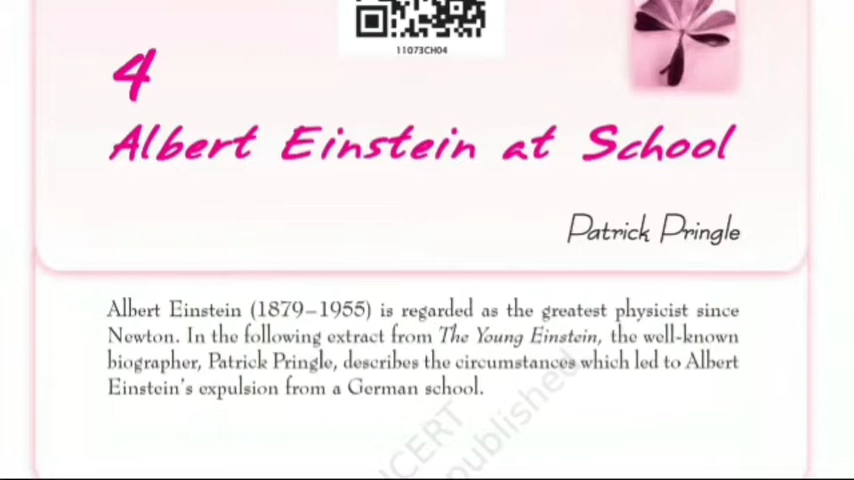 11073CH04
4
Albert Einstein at School
Patrick Pringle
Albert Einstein (1879–1955) is regarded as the greatest physicist since
Newton. In the following extract from The Young Einstein, the well-known
biographer, Patrick Pringle, describes the circumstances which led to Albert
Einstein's expulsion from a German school.
NCERT
published